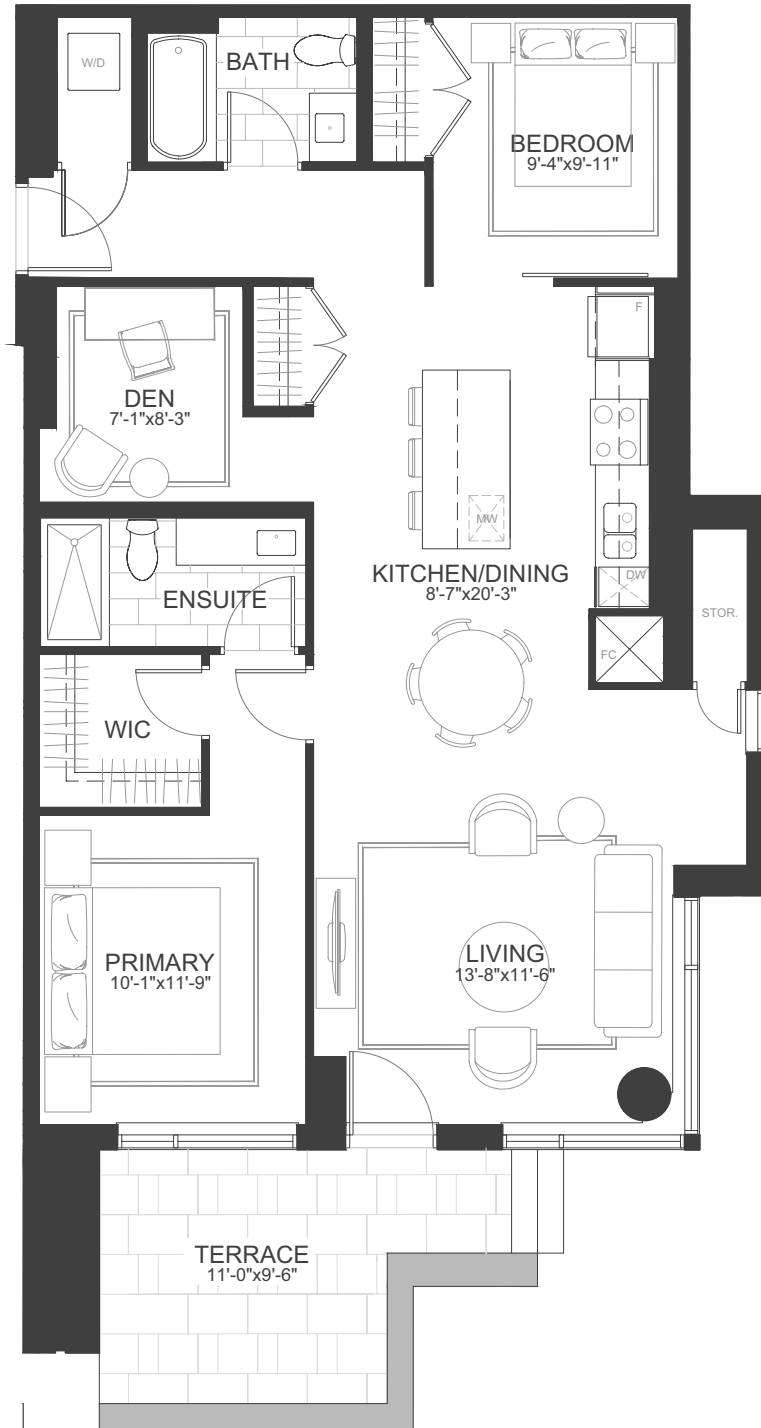 W/D
BATH
BEDROOM
9'-4"x9'-11"
F
DEN
7'-1"x8'-3"
MW
KITCHEN/DINING
8'-7"x20'-3"
DW
ENSUITE
STOR.
FC
WIC
PRIMARY
10'-1"x11'-9"
LIVING
13'-8"x11'-6"
TERRACE
11'-0"x9'-6"